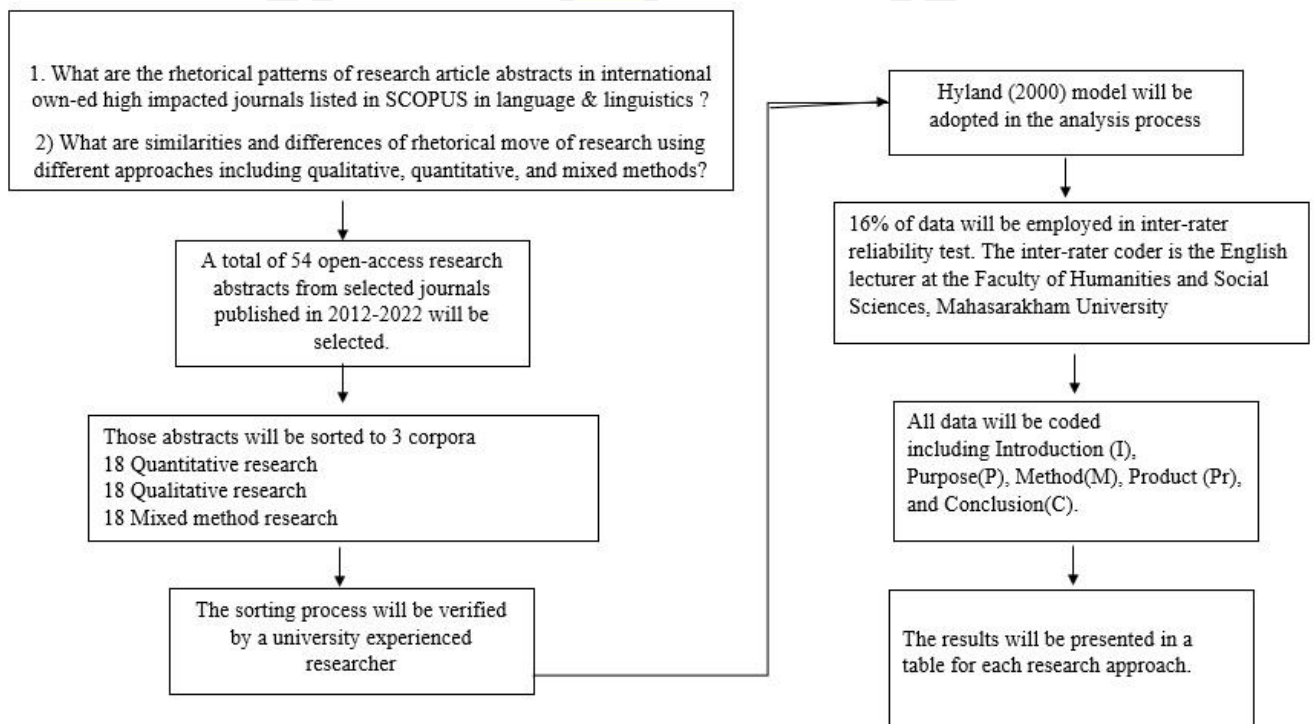 1. What are the rhetorical patterns of research article abstracts in international
own-ed high impacted journals listed in SCOPUS in language & linguistics ?
2) What are similarities and differences of rhetorical move of research using
different approaches including qualitative, quantitative, and mixed methods?
A total of 54 open-access research
abstracts from selected journals
published in 2012-2022 will be
selected.
Those abstracts will be sorted to 3 corpora
18 Quantitative research
18 Qualitative research
18 Mixed method research
The sorting process will be verified
by a university experienced
researcher
Hyland (2000) model will be
adopted in the analysis process
16% of data will be employed in inter-rater
reliability test. The inter-rater coder is the English
lecturer at the Faculty of Humanities and Social
Sciences, Mahasarakham University
All data will be coded
including Introduction (I),
Purpose(P), Method(M), Product (Pr),
and Conclusion(C).
The results will be presented in a
table for each research approach.